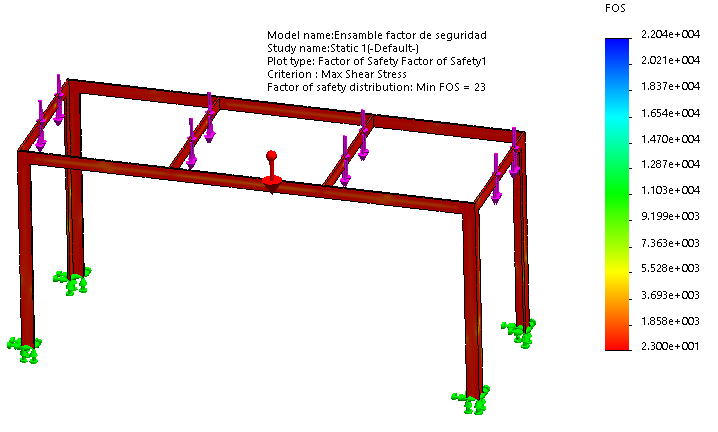 FOS
Model name:Ensamble factor de seguridad
Study name:Static 1(-Default-)
Plot type: Factor of Safety Factor of Safety1
Criterion : Max Shear Stress
Factor of safety distribution: Min FOS = 23
2.204e+004
2.021e+004
1.837e+004
1.654e+004
1.470e+004
1.287e+004
1.103e+004
9.199e+003
7.363e+003
5.528e+003
3.693e+003
1.858e+003
2.300e+001